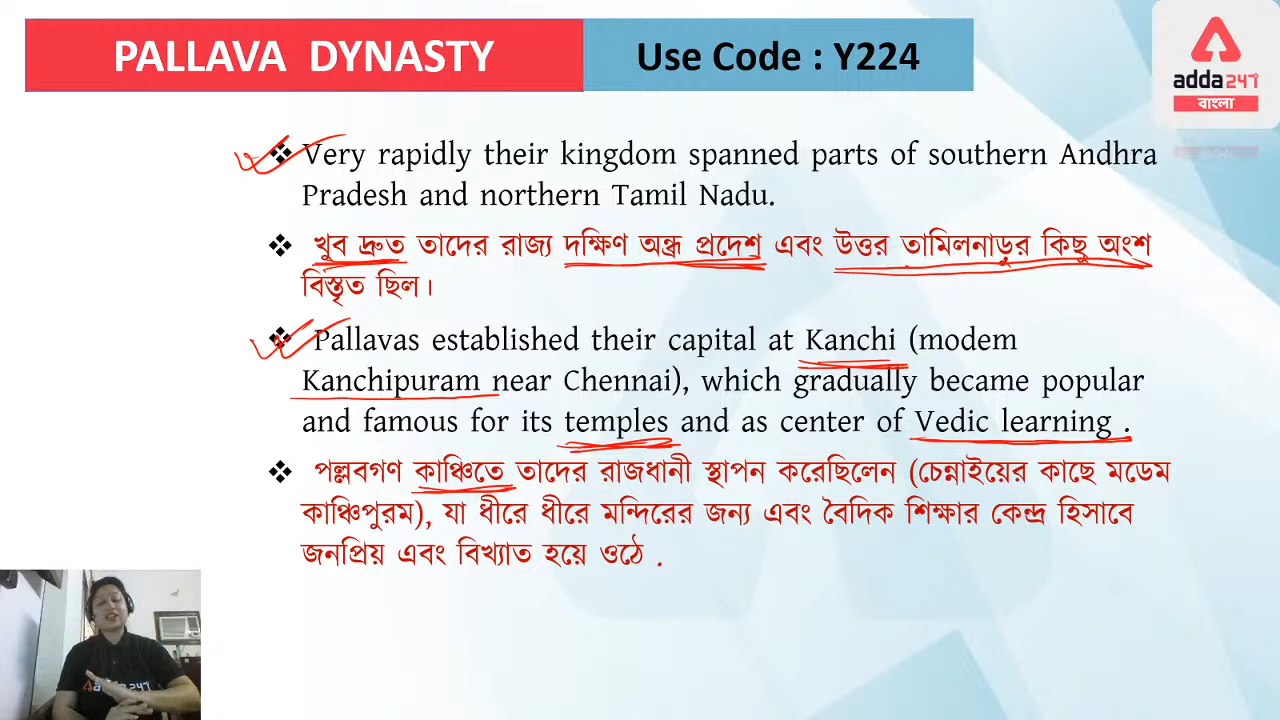 PALLAVA DYNASTY
Use Code : Y224
adda247
বাংলা
❖ Very rapidly their kingdom spanned parts of southern Andhra
Pradesh and northern Tamil Nadu.
❖ খুব দ্রুত তাদের রাজ্য দক্ষিণ অন্ধ্র প্রদেশ এবং উত্তর তামিলনাড়ুর কিছু অংশ
বিস্তৃত ছিল।
❖ Pallavas established their capital at Kanchi (modem
Kanchipuram near Chennai), which gradually became popular
and famous for its temples and as center of Vedic learning .
❖ পল্লবগণ কাঞ্চিতে তাদের রাজধানী স্থাপন করেছিলেন (চেন্নাইয়ের কাছে মডেম
কাঞ্চিপুরম), যা ধীরে ধীরে মন্দিরের জন্য এবং বৈদিক শিক্ষার কেন্দ্র হিসাবে
জনপ্রিয় এবং বিখ্যাত হয়ে ওঠে .
adda247